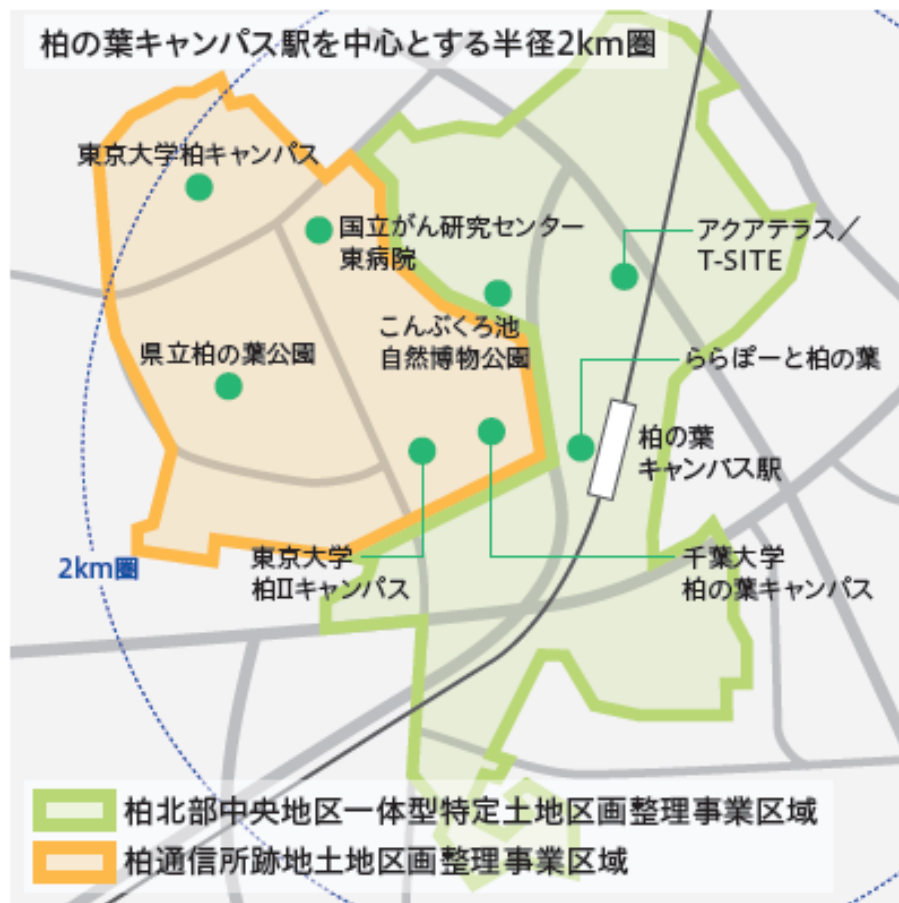 柏の葉キャンパス駅を中心とする半径2km圏
東京大学柏キャンパス
国立がん研究センター
東病院
アクアテラス／
T-SITE
こんぶくろ池
自然博物公園
県立柏の葉公園
ららぽーと柏の葉
柏の葉
キャンパス駅
2km圏
東京大学
柏IIキャンパス
千葉大学
柏の葉キャンパス
柏北部中央地区一体型特定土地区画整理事業区域
柏通信所跡地土地区画整理事業区域